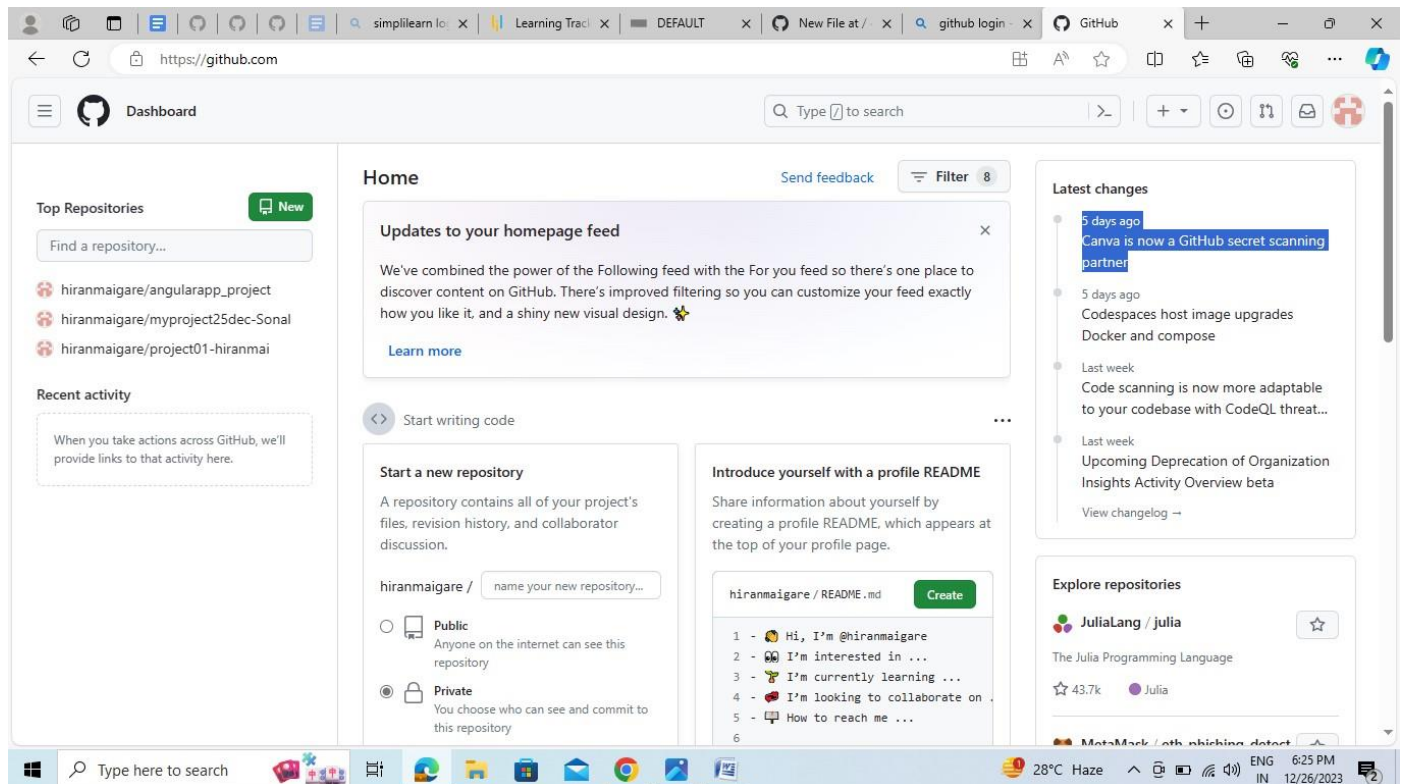 simplilearn lo
Learning Trac
DEFAULT
New File at /
github login -
GitHub
https://github.com
Dashboard
Type / to search
Top Repositories
New
Find a repository...
hiranmaigare/angularapp_project
hiranmaigare/myproject25dec-Sonal
hiranmaigare/project01-hiranmai
Recent activity
When you take actions across GitHub, we'll
provide links to that activity here.
Home
Send feedback
Filter 8
Updates to your homepage feed
We've combined the power of the Following feed with the For you feed so there's one place to
discover content on GitHub. There's improved filtering so you can customize your feed exactly
how you like it, and a shiny new visual design.
Learn more
Start writing code
Start a new repository
A repository contains all of your project's
files, revision history, and collaborator
discussion.
hiranmaigare /
name your new repository...
Public
Anyone on the internet can see this
repository
Private
You choose who can see and commit to
this repository
Introduce yourself with a profile README
Share information about yourself by
creating a profile README, which appears at
the top of your profile page.
hiranmaigare / README.md
Create
1 - 👋 Hi, I'm @hiranmaigare
2 - 👀 I'm interested in ...
3 - 🌱 I'm currently learning ...
4 - 💞️ I'm looking to collaborate on .
5 - 📫 How to reach me ...
6
Latest changes
5 days ago
Canva is now a GitHub secret scanning
partner
5 days ago
Codespaces host image upgrades
Docker and compose
Last week
Code scanning is now more adaptable
to your codebase with CodeQL threat...
Last week
Upcoming Deprecation of Organization
Insights Activity Overview beta
View changelog →
Explore repositories
JuliaLang / julia
The Julia Programming Language
43.7k
Julia
MetaMask / eth-phishing-detect
Type here to search
28°C Haze
ENG
IN
6:25 PM
12/26/2023
2